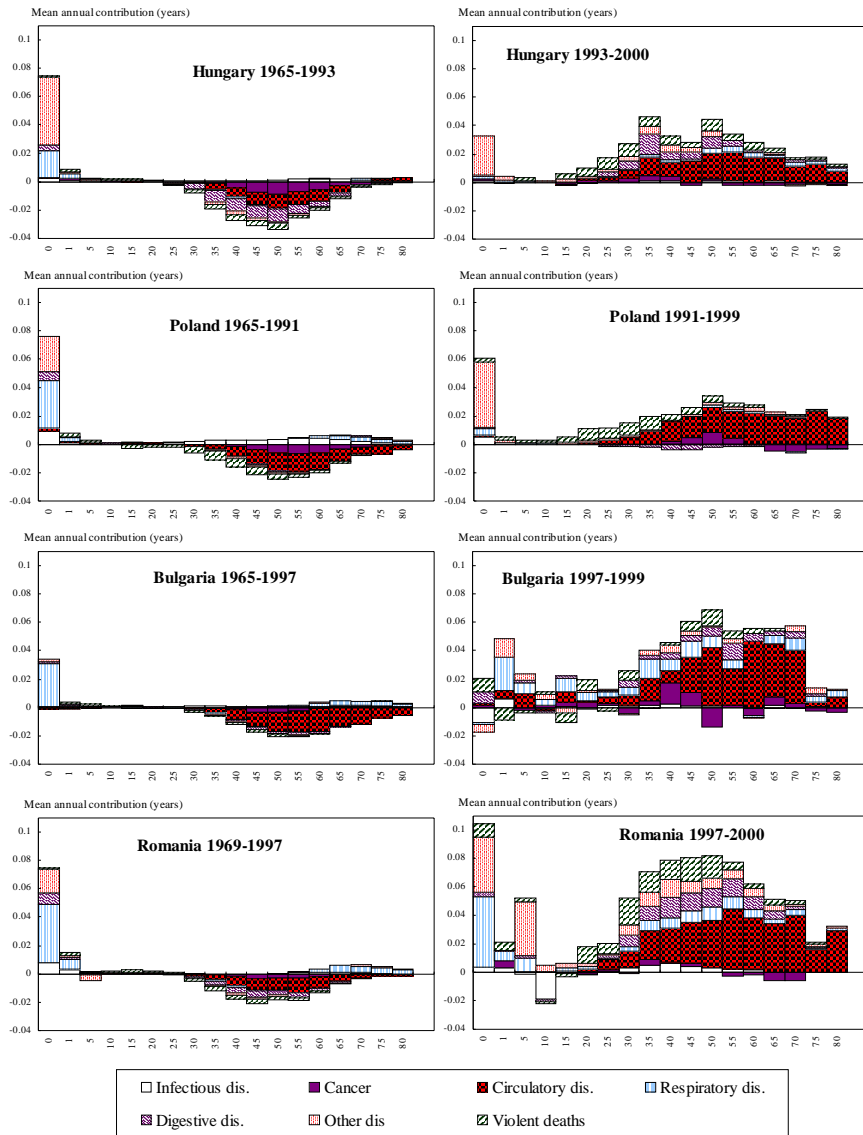 Mean annual contribution (years) Mean annual contribution (years)
0.1 0.1
Hungary 1965-1993 Hungary 1993-2000
0.08 0.08
0.06 0.06
0.04 0.04
0.02 0.02
0 0
-0.02 -0.02
-0.04 -0.04
0 1 5 10 15 20 25 30 35 40 45 50 55 60 65 70 75 80 0 1 5 10 15 20 25 30 35 40 45 50 55 60 65 70 75 80
Mean annual contribution (years) Mean annual contribution (years)
0.1 0.1
Poland 1965-1991 Poland 1991-1999
0.08 0.08
0.06 0.06
0.04 0.04
0.02 0.02
0 0
-0.02 -0.02
-0.04 -0.04
0 1 5 10 15 20 25 30 35 40 45 50 55 60 65 70 75 80 0 1 5 10 15 20 25 30 35 40 45 50 55 60 65 70 75 80
Mean annual contribution (years) Mean annual contribution (years)
0.1 0.1
Bulgaria 1965-1997 Bulgaria 1997-1999
0.08 0.08
0.06 0.06
0.04 0.04
0.02 0.02
0 0
-0.02 -0.02
-0.04 -0.04
0 1 5 10 15 20 25 30 35 40 45 50 55 60 65 70 75 80 0 1 5 10 15 20 25 30 35 40 45 50 55 60 65 70 75 80
Mean annual contribution (years) Mean annual contribution (years)
0.1 0.1
Romania 1969-1997 Romania 1997-2000
0.08 0.08
0.06 0.06
0.04 0.04
0.02 0.02
0 0
-0.02 -0.02
-0.04 -0.04
0 1 5 10 15 20 25 30 35 40 45 50 55 60 65 70 75 80 0 1 5 10 15 20 25 30 35 40 45 50 55 60 65 70 75 80
Infectious dis. Cancer Circulatory dis. Respiratory dis.
Digestive dis. Other dis Violent deaths